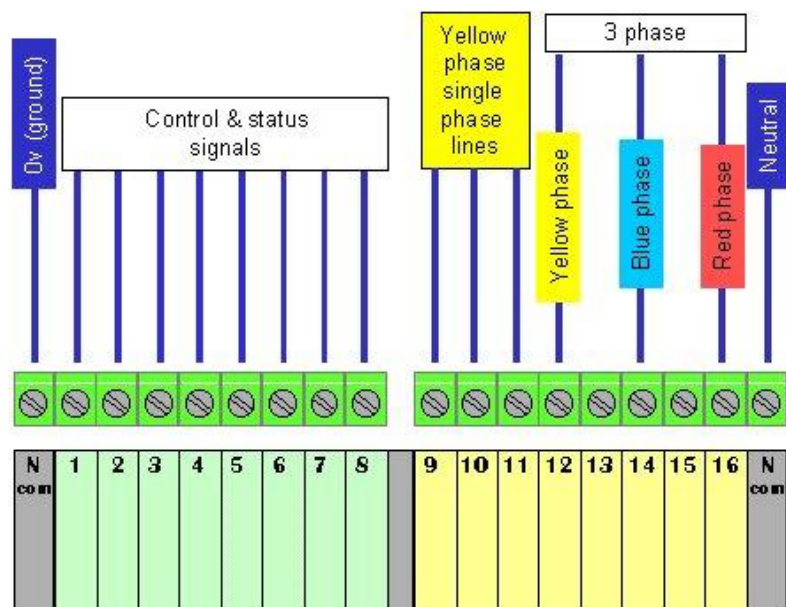 0v (ground)
Control & status
signals
Yellow
phase
single
phase
lines
3 phase
Yellow phase
Blue phase
Red phase
Neutral
N
com
1
2
3
4
5
6
7
8
9
10
11
12
13
14
15
16
N
com